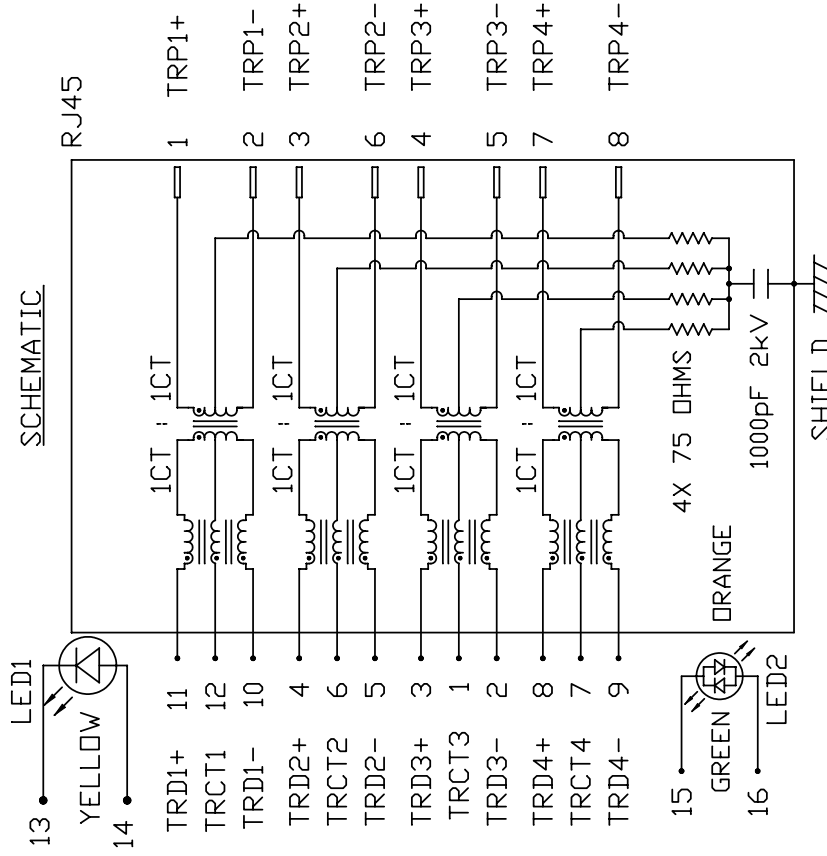 SCHEMATIC
RJ45
1 TRP1+
2 TRP1-
3 TRP2+
6 TRP2-
4 TRP3+
5 TRP3-
7 TRP4+
8 TRP4-
1CT : 1CT
1CT : 1CT
1CT : 1CT
1CT : 1CT
4X 75 OHMS
1000pF 2kV
SHIELD
LED1
YELLOW
13
14
TRD1+ 11
TRCT1 12
TRD1- 10
TRD2+ 4
TRCT2 6
TRD2- 5
TRD3+ 3
TRCT3 1
TRD3- 2
TRD4+ 8
TRCT4 7
TRD4- 9
15
16
GREEN
ORANGE
LED2